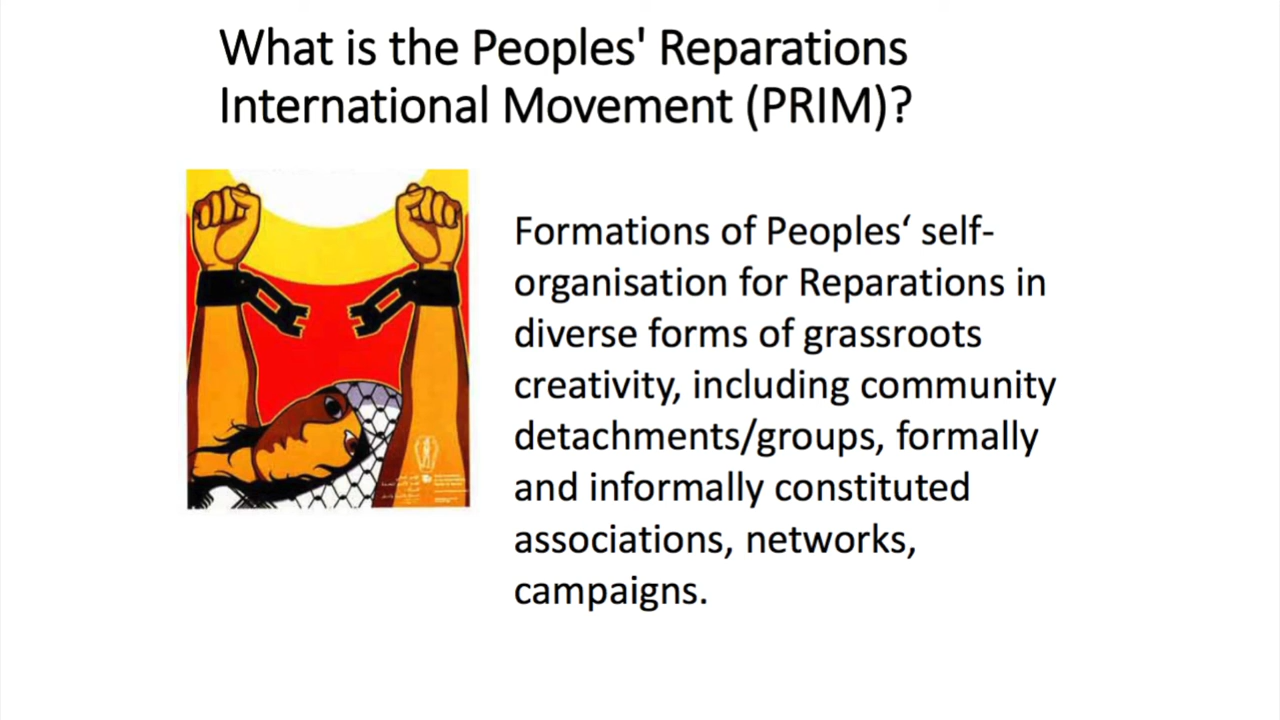 What is the Peoples' Reparations
International Movement (PRIM)?
Formations of Peoples‘ self-
organisation for Reparations in
diverse forms of grassroots
creativity, including community
detachments/groups, formally
and informally constituted
associations, networks,
campaigns.